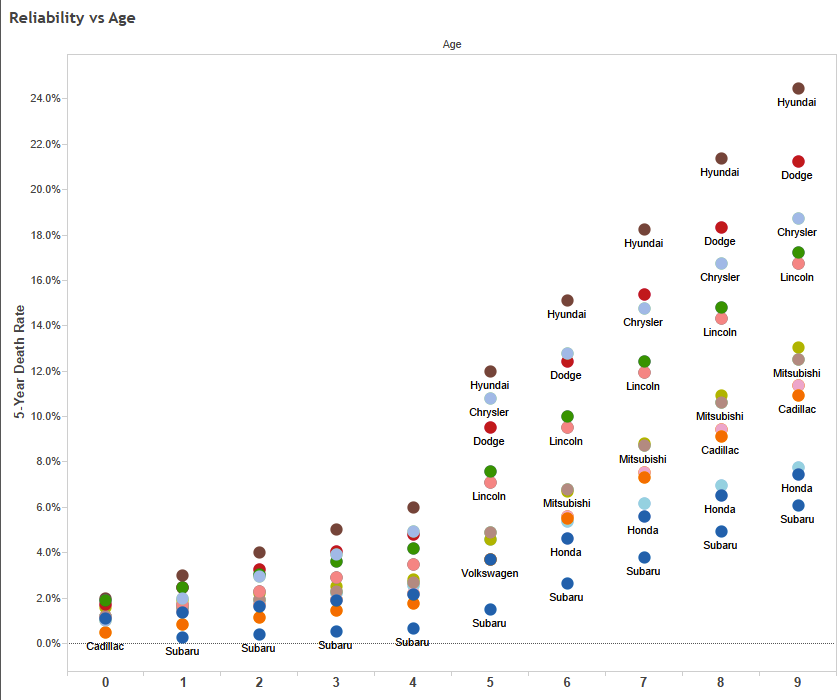 Reliability vs Age
Age
5-Year Death Rate
24.0%
22.0%
20.0%
18.0%
16.0%
14.0%
12.0%
10.0%
8.0%
6.0%
4.0%
2.0%
0.0%
Cadillac
Subaru
Subaru
Subaru
Subaru
Hyundai
Chrysler
Dodge
Lincoln
Volkswagen
Subaru
Hyundai
Dodge
Lincoln
Mitsubishi
Honda
Subaru
Hyundai
Chrysler
Lincoln
Mitsubishi
Honda
Subaru
Hyundai
Dodge
Chrysler
Lincoln
Mitsubishi
Cadillac
Honda
Subaru
Hyundai
Dodge
Chrysler
Lincoln
Mitsubishi
Cadillac
Honda
Subaru
0 1 2 3 4 5 6 7 8 9